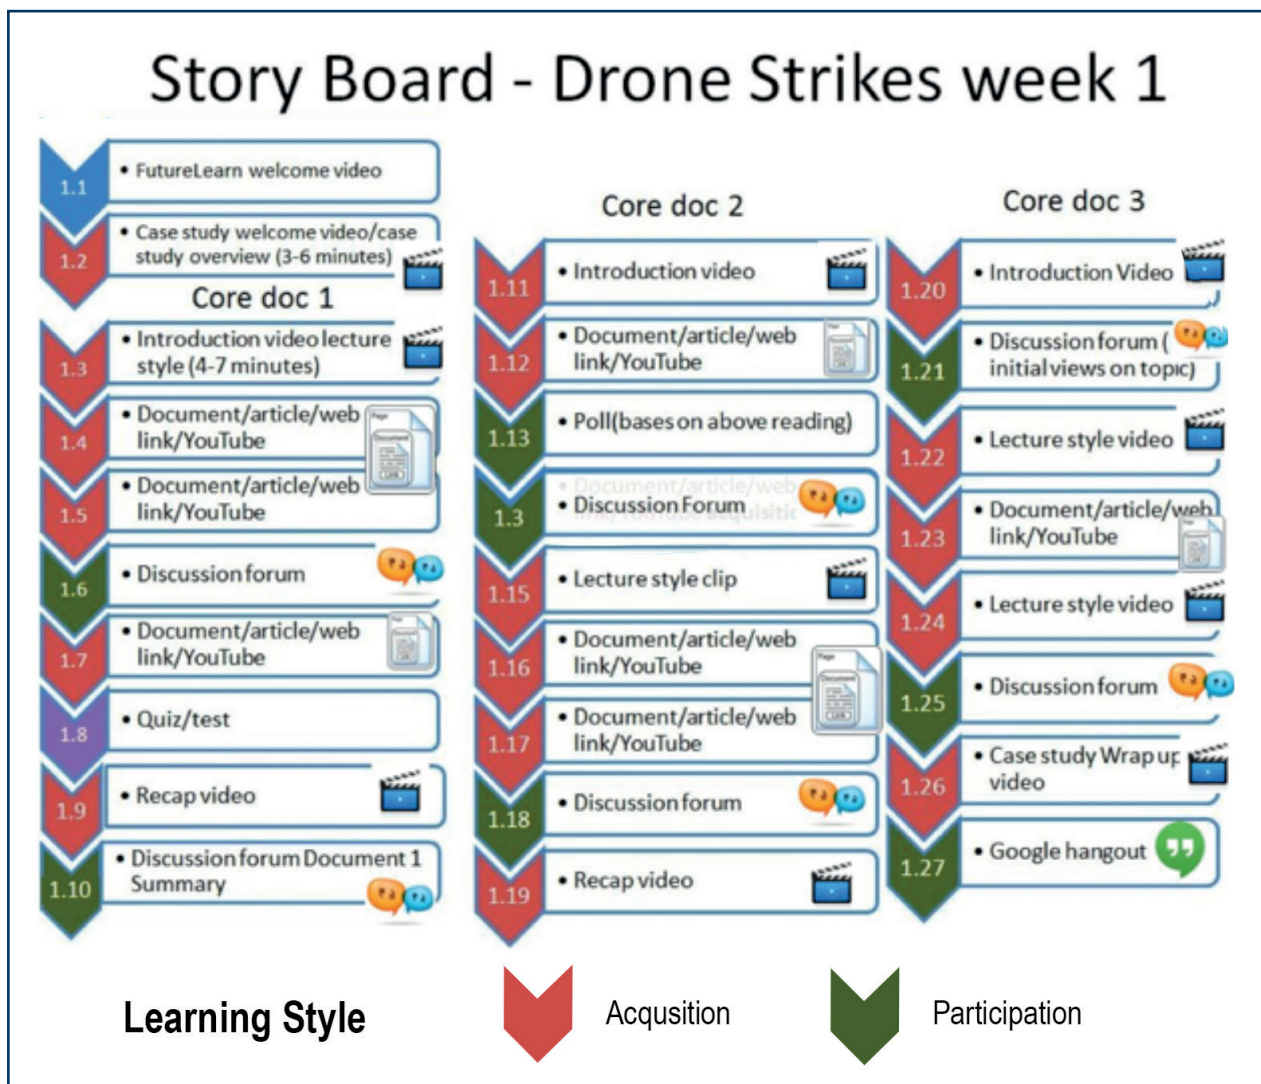 Story Board - Drone Strikes week 1
1.1
• FutureLearn welcome video
1.2
• Case study welcome video/case
study overview (3-6 minutes)
Core doc 1
1.3
• Introduction video lecture
style (4-7 minutes)
1.4
• Document/article/web
link/YouTube
1.5
• Document/article/web
link/YouTube
1.6
• Discussion forum
1.7
• Document/article/web
link/YouTube
1.8
• Quiz/test
1.9
• Recap video
1.10
• Discussion forum Document 1
Summary
Core doc 2
1.11
• Introduction video
1.12
• Document/article/web
link/YouTube
1.13
• Poll(bases on above reading)
1.3
• Discussion Forum
1.15
• Lecture style clip
1.16
• Document/article/web
link/YouTube
1.17
• Document/article/web
link/YouTube
1.18
• Discussion forum
1.19
• Recap video
Core doc 3
1.20
• Introduction Video
1.21
• Discussion forum (
initial views on topic)
1.22
• Lecture style video
1.23
• Document/article/web
link/YouTube
1.24
• Lecture style video
1.25
• Discussion forum
1.26
• Case study Wrap up
video
1.27
• Google hangout
Learning Style
Acqusition
Participation